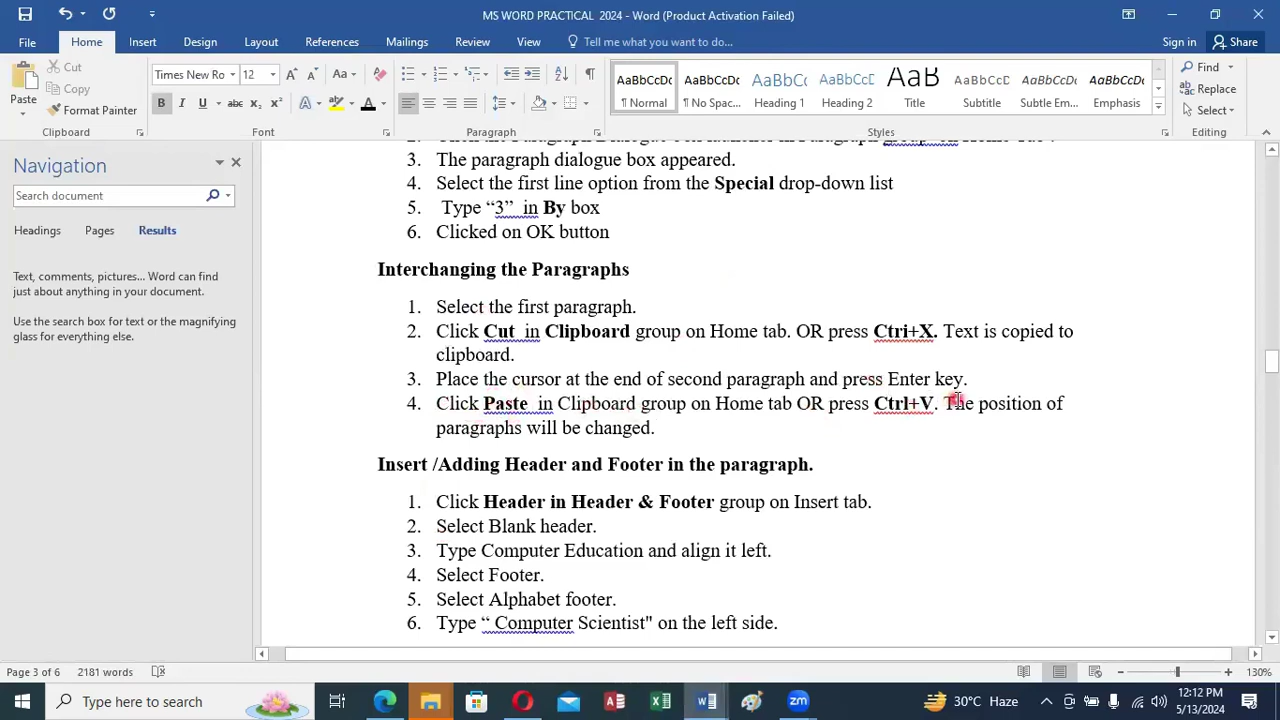 MS WORD PRACTICAL 2024 - Word (Product Activation Failed)
File Home Insert Design Layout References Mailings Review View Tell me what you want to do... Sign in Share
Paste Cut Copy Format Painter
Times New Ro 12 Aa
B I U abc x₂ x² A A
AaBbCcDc AaBbCcDc AaBbCc AaBbCcC AaB AaBbCcD AaBbCcDc AaBbCcDc
¶ Normal ¶ No Spac... Heading Heading 2 Title Subtitle Subtle Em... Emphasis
Find Replace Select
Clipboard Font Paragraph Styles Editing
Navigation
Search document
Headings Pages Results
Text, comments, pictures... Word can find
just about anything in your document.
Use the search box for text or the magnifying
glass for everything else.
3. The paragraph dialogue box appeared.
4. Select the first line option from the Special drop-down list
5. Type “3” in By box
6. Clicked on OK button
Interchanging the Paragraphs
1. Select the first paragraph.
2. Click Cut in Clipboard group on Home tab. OR press Ctri+X. Text is copied to
clipboard.
3. Place the cursor at the end of second paragraph and press Enter key.
4. Click Paste in Clipboard group on Home tab OR press Ctrl+V. The position of
paragraphs will be changed.
Insert /Adding Header and Footer in the paragraph.
1. Click Header in Header & Footer group on Insert tab.
2. Select Blank header.
3. Type Computer Education and align it left.
4. Select Footer.
5. Select Alphabet footer.
6. Type “ Computer Scientist" on the left side.
Page 3 of 6 2181 words 130%
Type here to search 30°C Haze 12:12 PM
5/13/2024